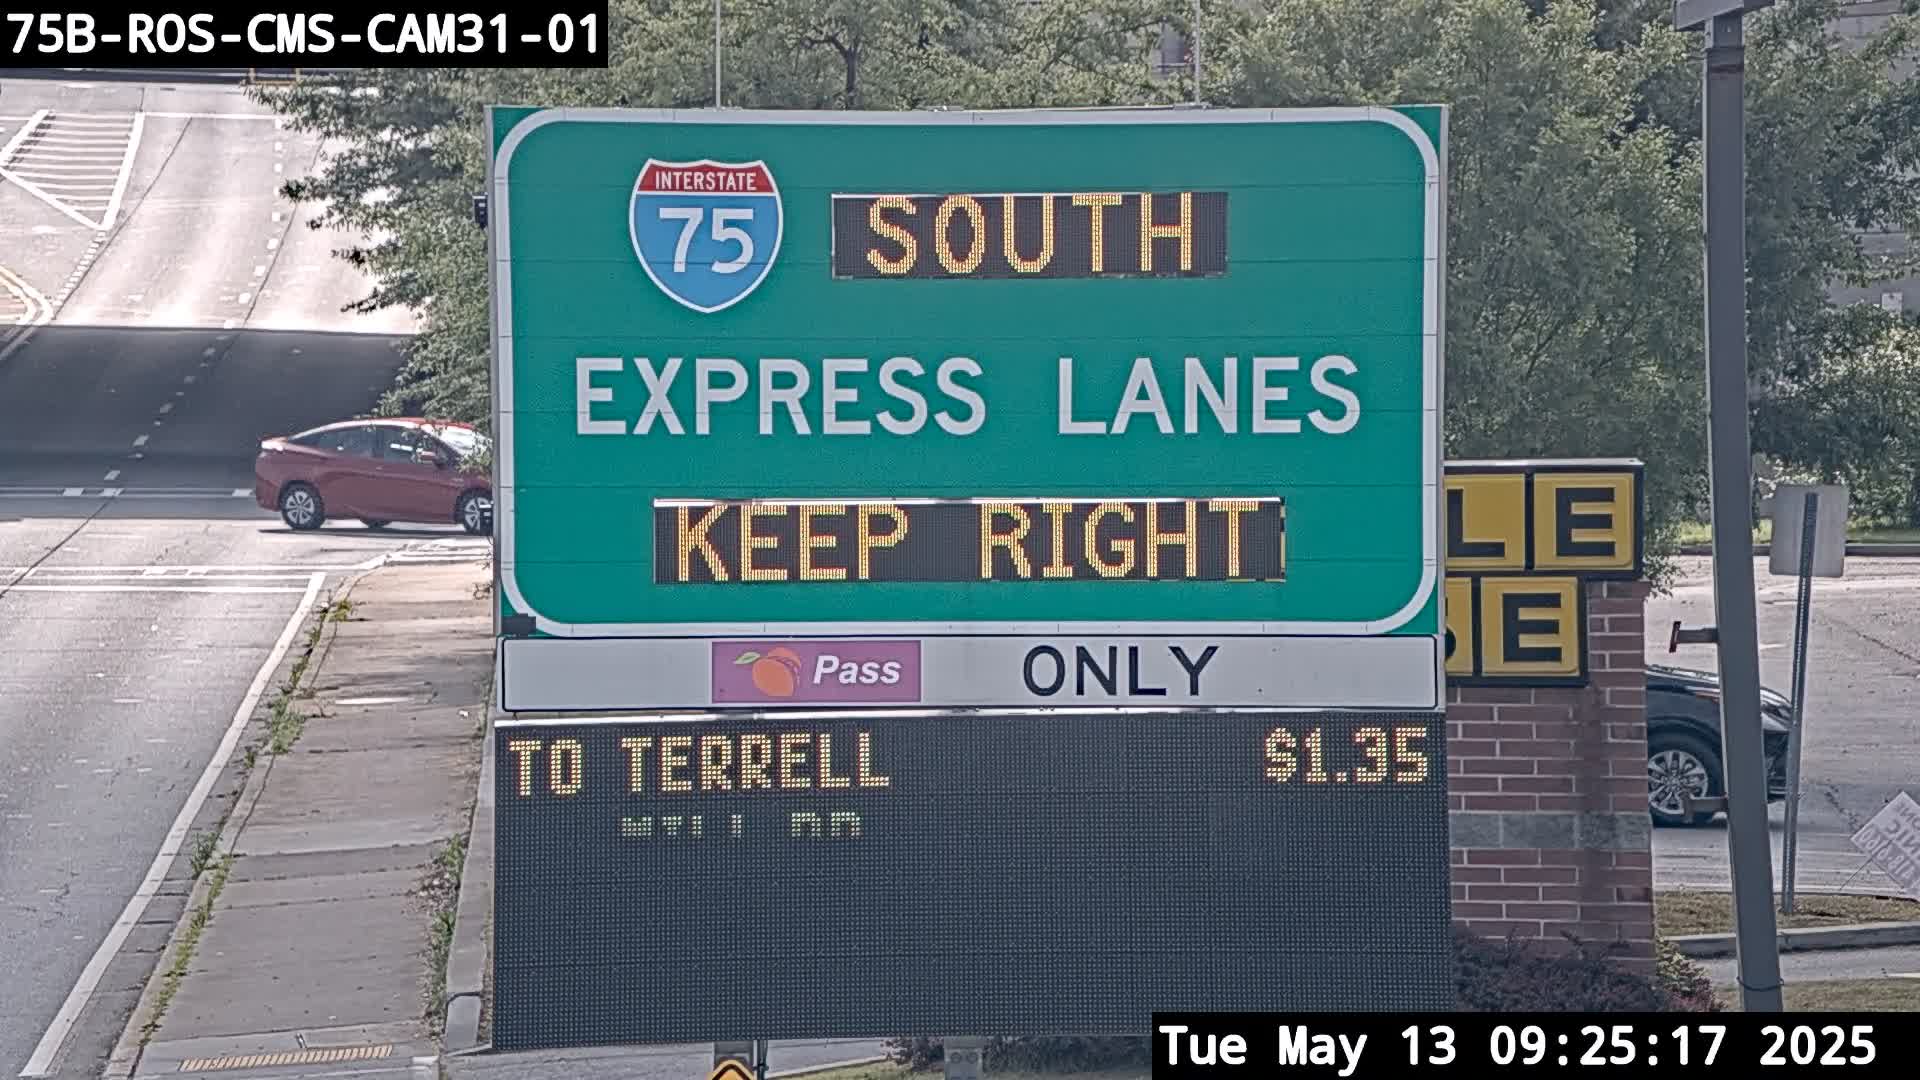 75B-ROS-CMS-CAM31-01
INTERSTATE
75
SOUTH
EXPRESS LANES
KEEP RIGHT
LE
E
Pass ONLY
TO TERRELL $1.35
Tue May 13 09:25:17 2025